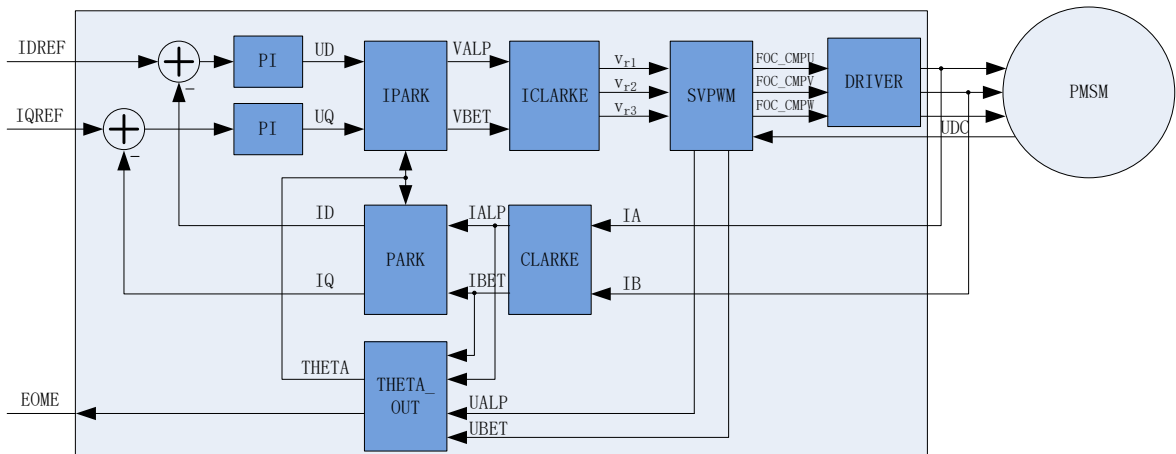 IDREF
PI
UD
VALP
IPARK
ICLARKE
Vr1
Vr2
Vr3
SVPWM
FOC_CMPU
FOC_CMPV
FOC_CMPW
DRIVER
PMSM
IQREF
PI
UQ
VBET
UDC
ID
PARK
IALP
CLARKE
IA
IQ
IBET
IB
THETA
THETA_
OUT
EOME
UALP
UBET